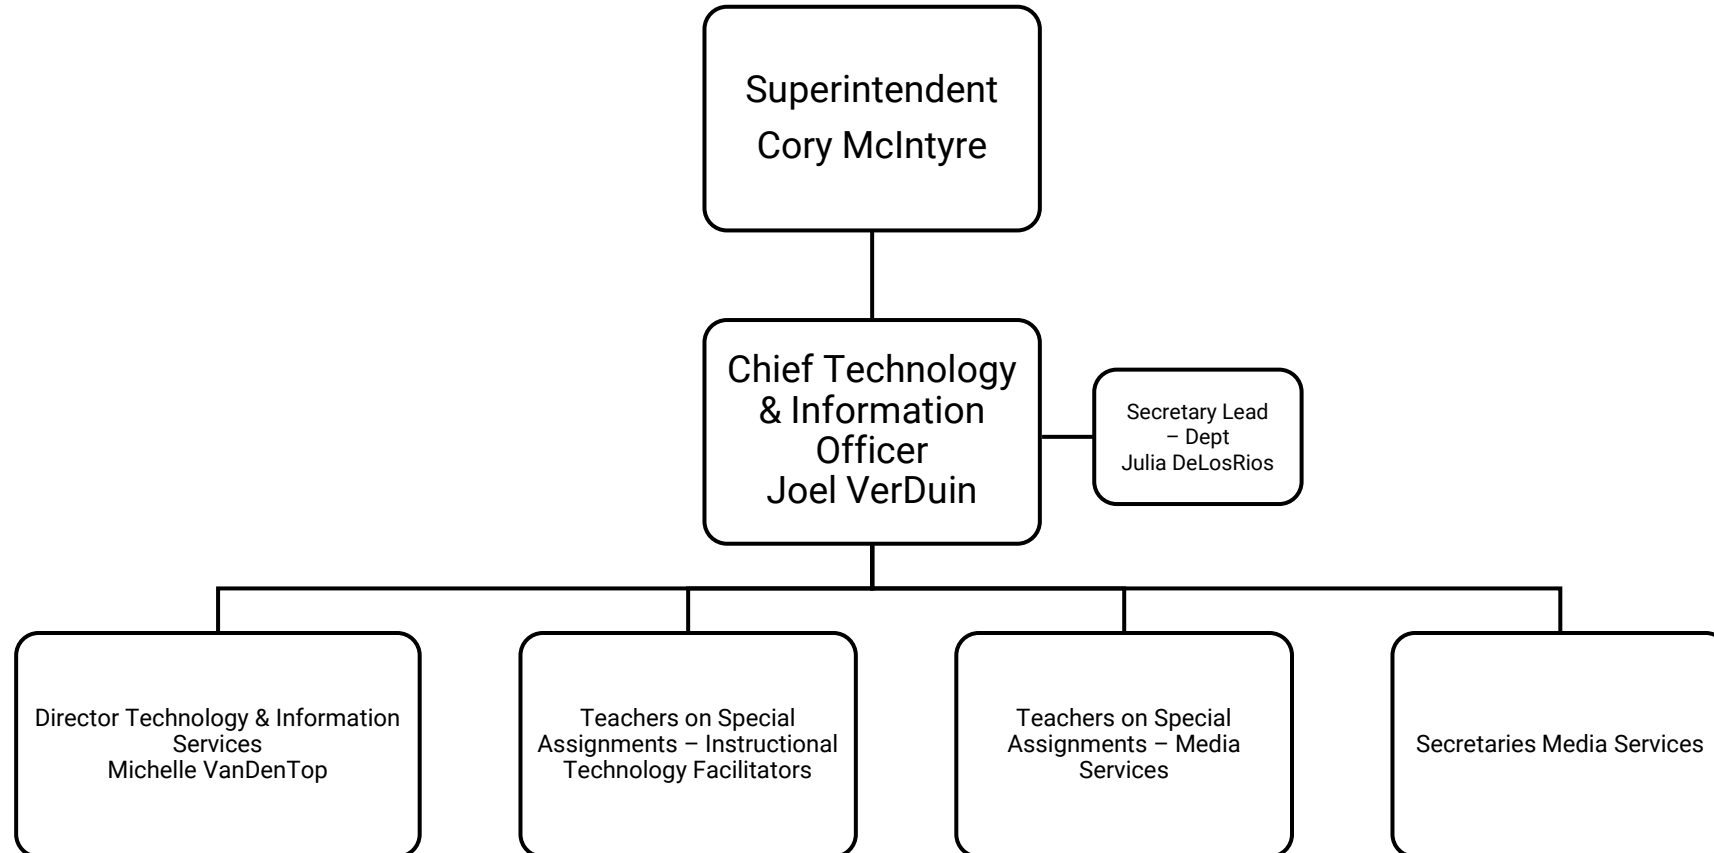 Superintendent
Cory McIntyre
Chief Technology
& Information
Officer
Joel VerDuin
Secretary Lead
– Dept
Julia DeLosRios
Director Technology & Information
Services
Michelle VanDenTop
Teachers on Special
Assignments – Instructional
Technology Facilitators
Teachers on Special
Assignments – Media
Services
Secretaries Media Services